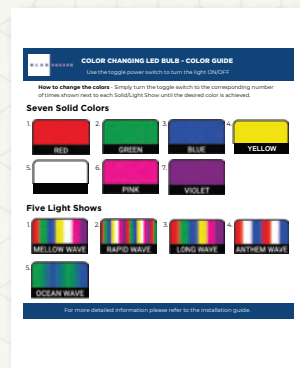 BLUE SQUARE
COLOR CHANGING LED BULB - COLOR GUIDE
Use the toggle power switch to turn the light ON/OFF
How to change the colors - Simply turn the toggle switch to the corresponding number
of times shown next to each Solid/Light Show until the desired color is achieved.
Seven Solid Colors
1. 2. 3. 4.
RED GREEN BLUE YELLOW
5. 6. 7.
PINK VIOLET
Five Light Shows
1. 2. 3. 4.
MELLOW WAVE RAPID WAVE LONG WAVE ANTHEM WAVE
5.
OCEAN WAVE
For more detailed information please refer to the installation guide.